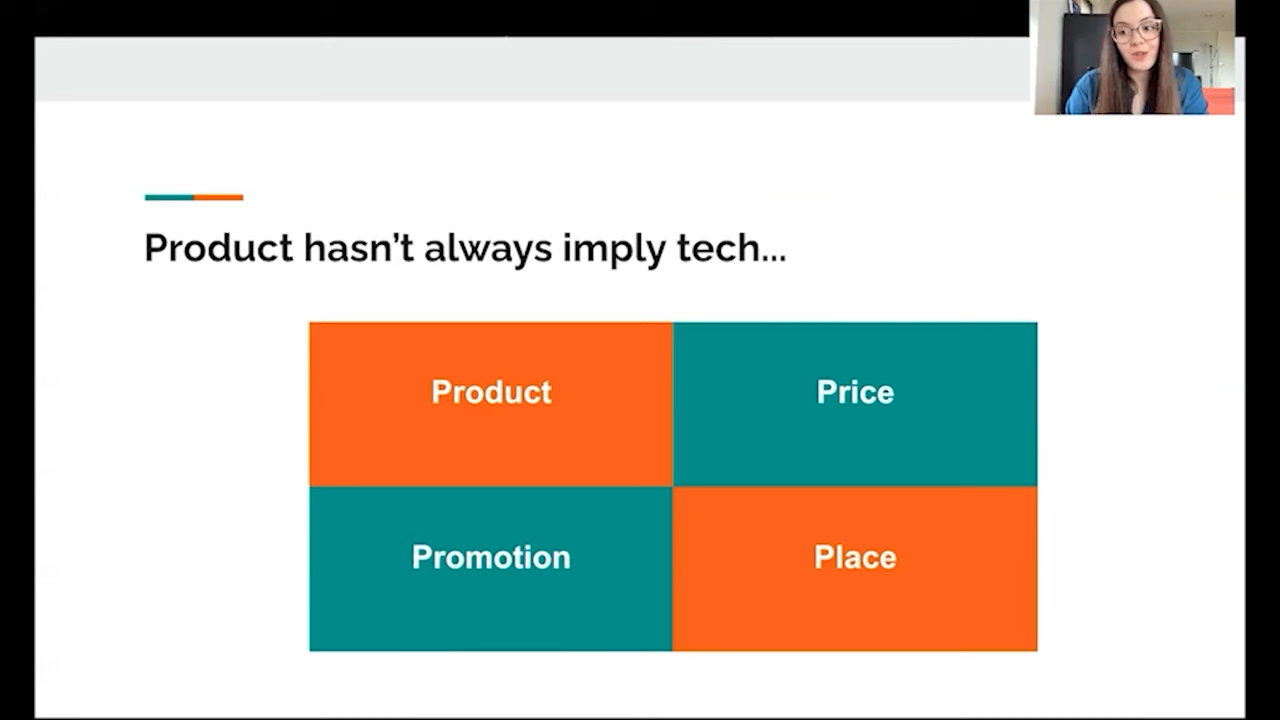 Product hasn't always imply tech...
Product
Price
Promotion
Place